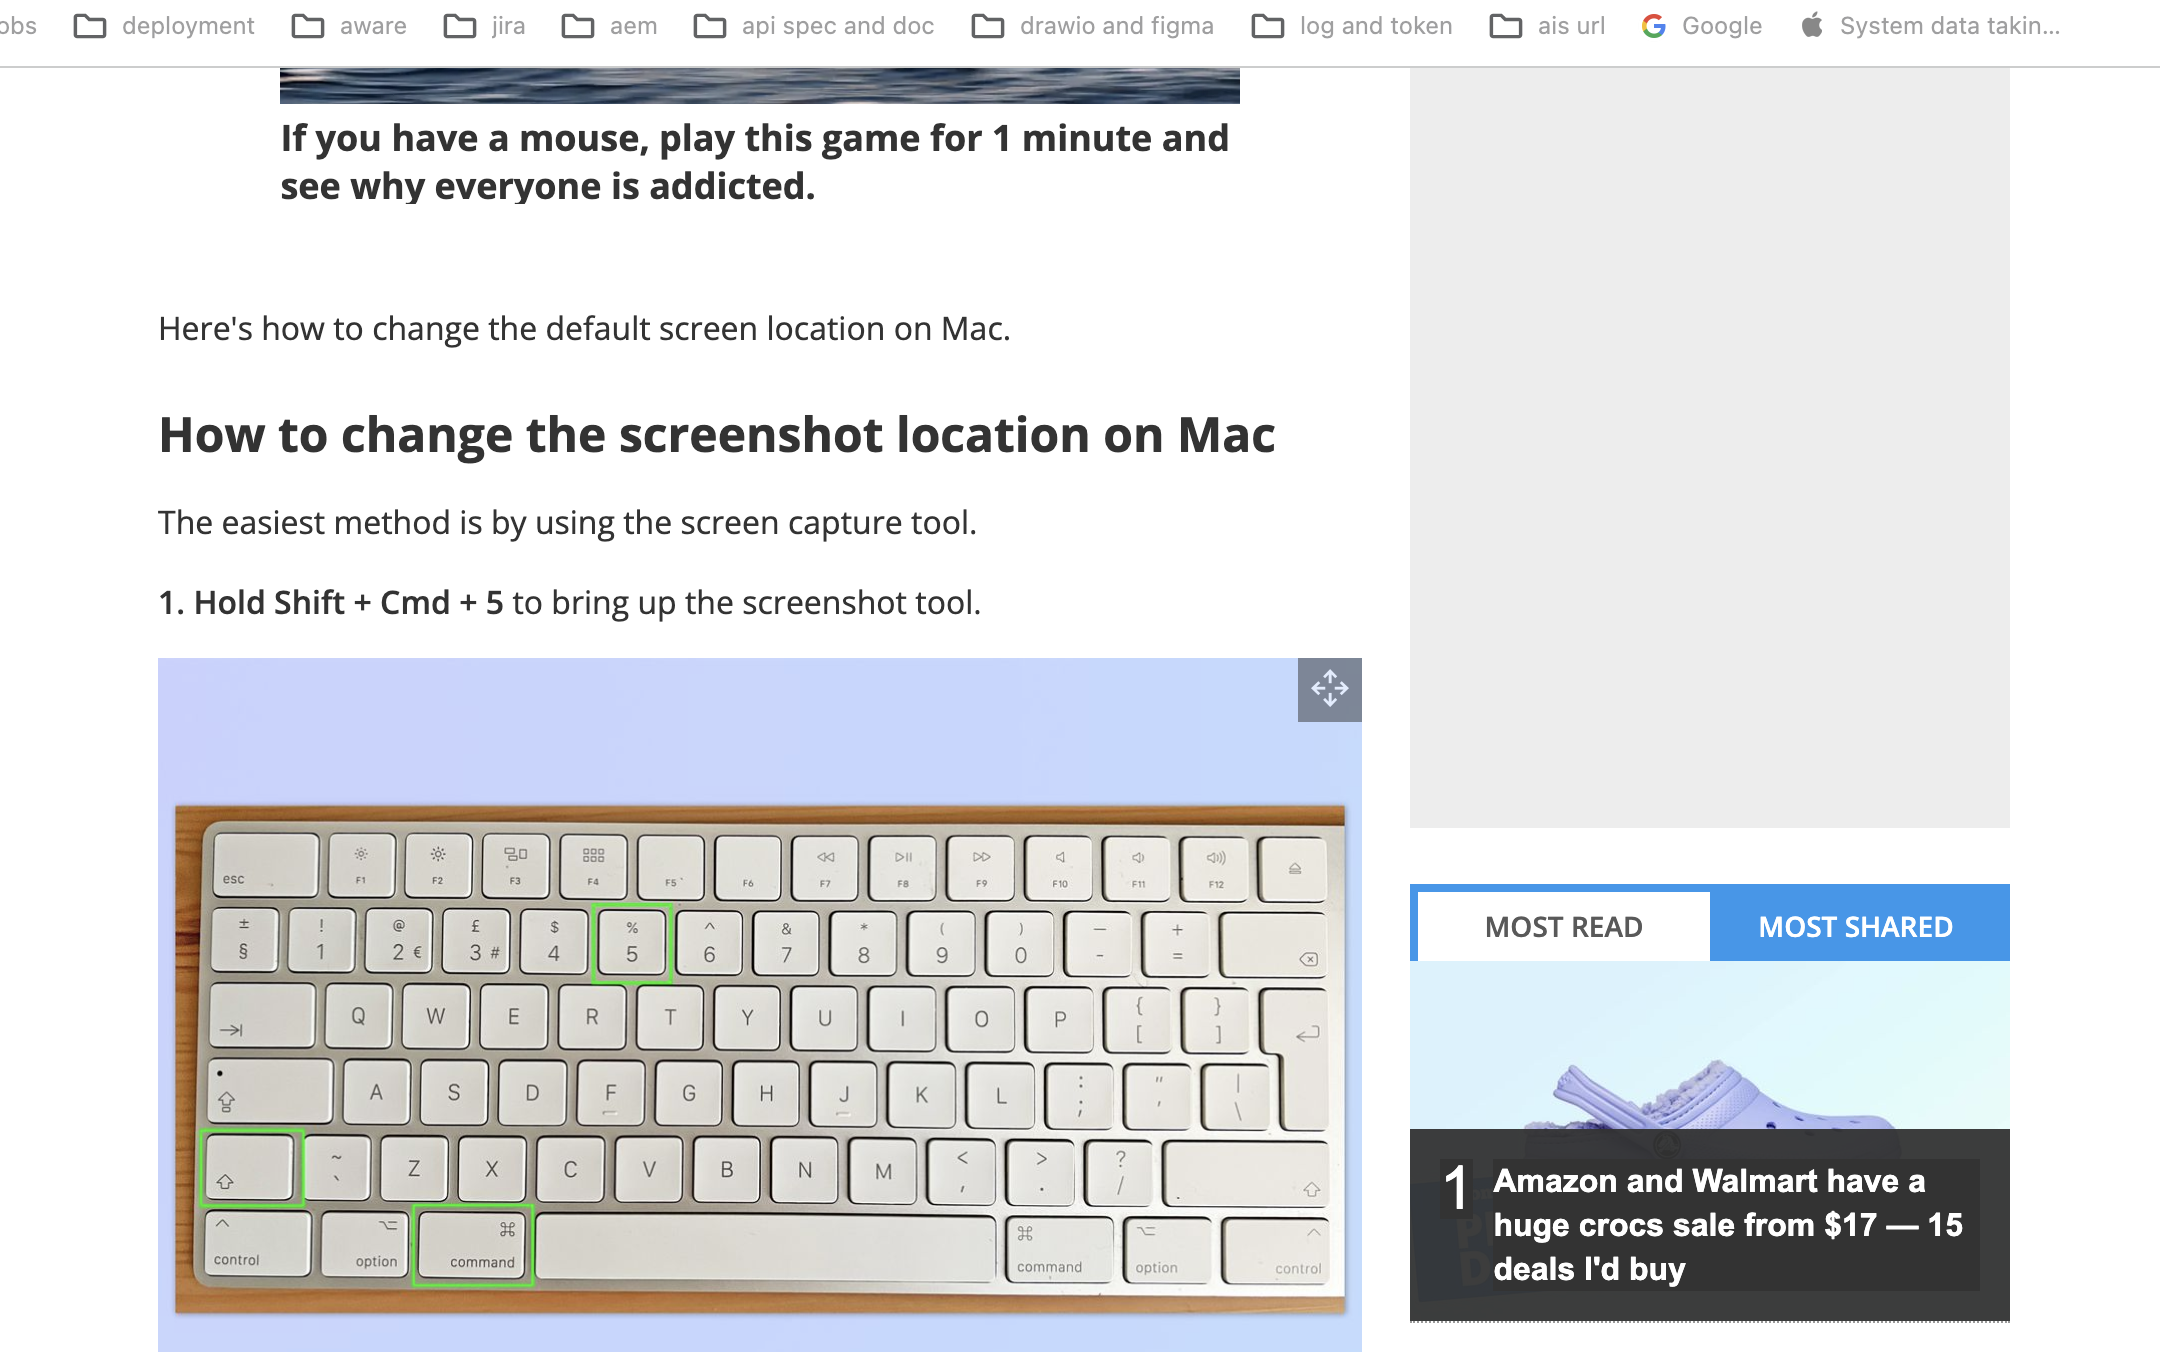 obs deployment aware jira aem api spec and doc drawio and figma log and token ais url Google System data takin...
If you have a mouse, play this game for 1 minute and
see why everyone is addicted.
Here's how to change the default screen location on Mac.
How to change the screenshot location on Mac
The easiest method is by using the screen capture tool.
1. Hold Shift + Cmd + 5 to bring up the screenshot tool.
esc F1 F2 F3 F4 F5 F6 F7 F8 F9 F10 F11 F12
± ! @ £ $ % ^ & * ( ) — +
§ 1 2 € 3 # 4 5 6 7 8 9 0 - =
Q W E R T Y U I O P { [ } ]
A S D F G H J K L : ; " ' | \
~ ` Z X C V B N M < , > . ? /
^ ⌥ ⌘ ⌘ ⌥ ^
control option command command option control
MOST READ MOST SHARED
1 Amazon and Walmart have a
huge crocs sale from $17 — 15
deals I'd buy